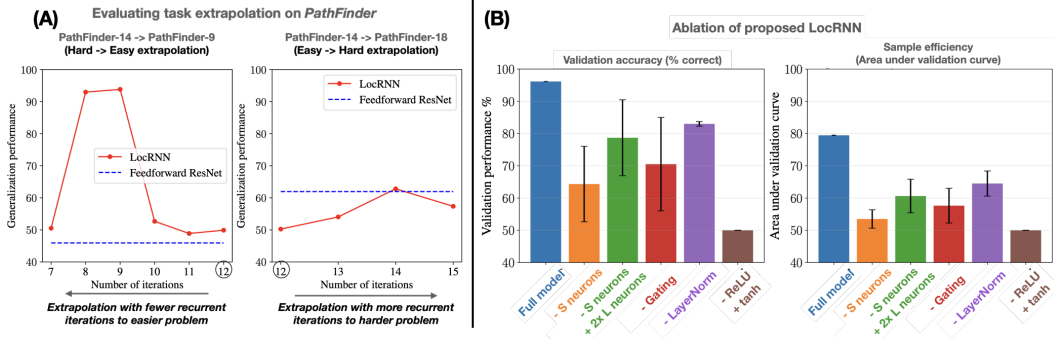 (A)
Evaluating task extrapolation on PathFinder
PathFinder-14 -> PathFinder-9
(Hard -> Easy extrapolation)
Generalization performance
100
90
80
70
60
50
40
LocRNN
Feedforward ResNet
7
8
9
10
11
12
Number of iterations
Extrapolation with fewer recurrent
iterations to easier problem
PathFinder-14 -> PathFinder-18
(Easy -> Hard extrapolation)
Generalization performance
100
90
80
70
60
50
40
LocRNN
Feedforward ResNet
12
13
14
15
Number of iterations
Extrapolation with more recurrent
iterations to harder problem
(B)
Ablation of proposed LocRNN
Validation accuracy (% correct)
Validation performance %
100
90
80
70
60
50
40
Full model
- S neurons
- S neurons
+ 2x L neurons
- Gating
- LayerNorm
- ReLU
+ tanh
Sample efficiency
(Area under validation curve)
Area under validation curve
100
90
80
70
60
50
40
Full model
- S neurons
- S neurons
+ 2x L neurons
- Gating
- LayerNorm
- ReLU
+ tanh